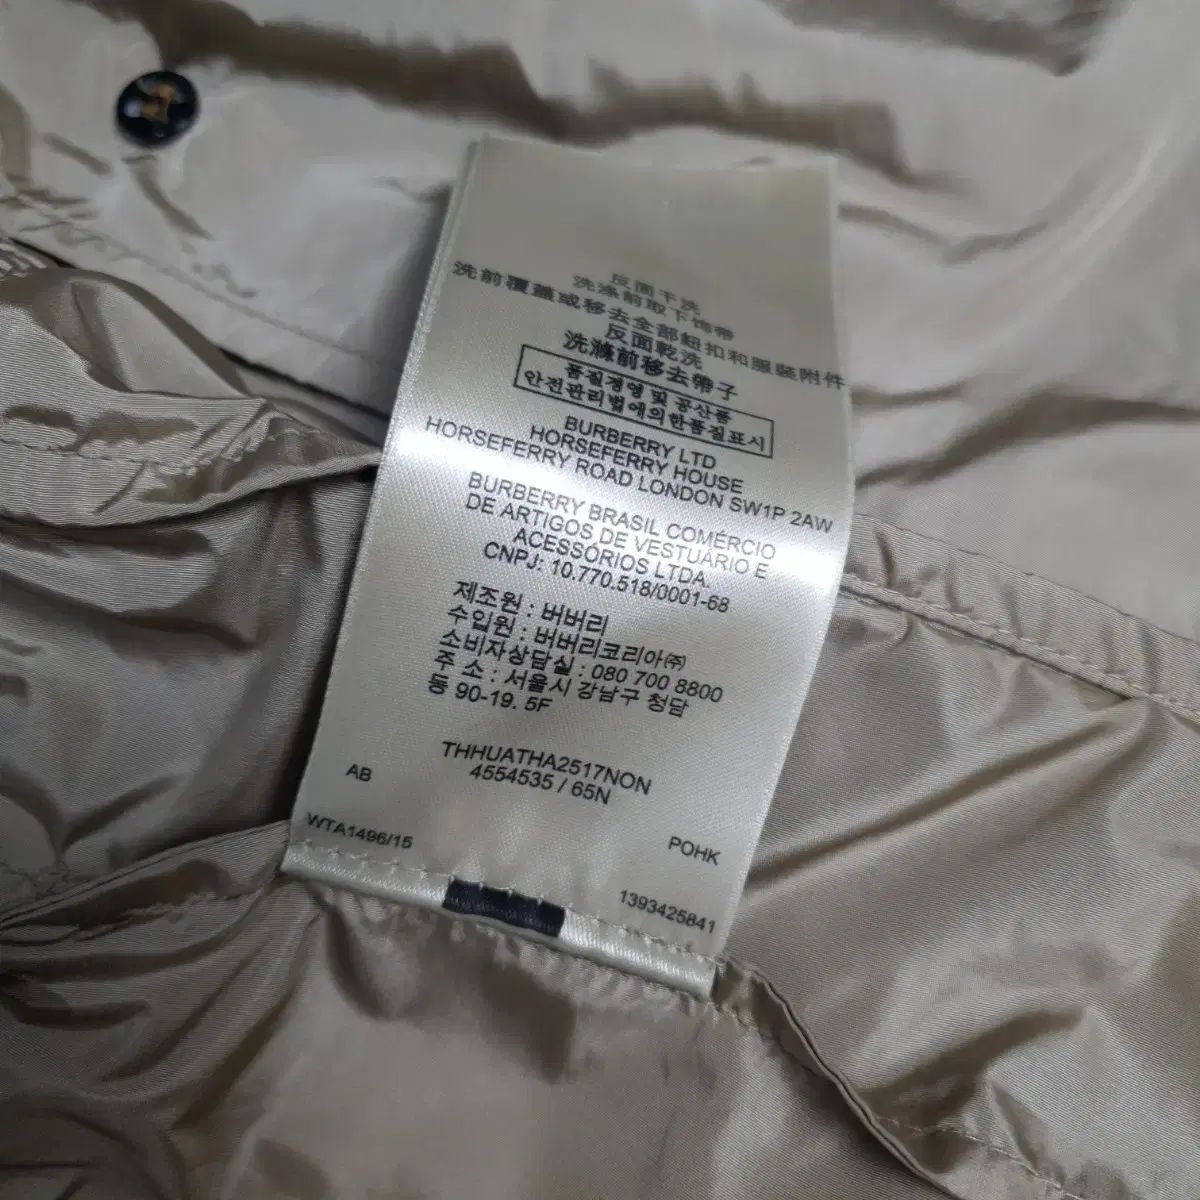 反面干洗
洗涤前取下饰带
洗前覆蓋或移去全部鈕扣和服裝附件
反面乾洗
洗滌前移去帶子
품질경영 및 공산품
안전관리법에의한품질표시
BURBERRY LTD
HORSEFERRY HOUSE
HORSEFERRY ROAD LONDON SW1P 2AW
BURBERRY BRASIL COMÉRCIO
DE ARTIGOS DE VESTUÁRIO E
ACESSÓRIOS LTDA.
CNPJ: 10.770.518/0001-68
제조원 : 버버리
수입원 : 버버리코리아㈜
소비자상담실 : 080 700 8800
주 소 : 서울시 강남구 청담
동 90-19. 5F
THHUATHA2517NON
4554535 / 65N
AB
WTA1496/15
POHK
1393425841